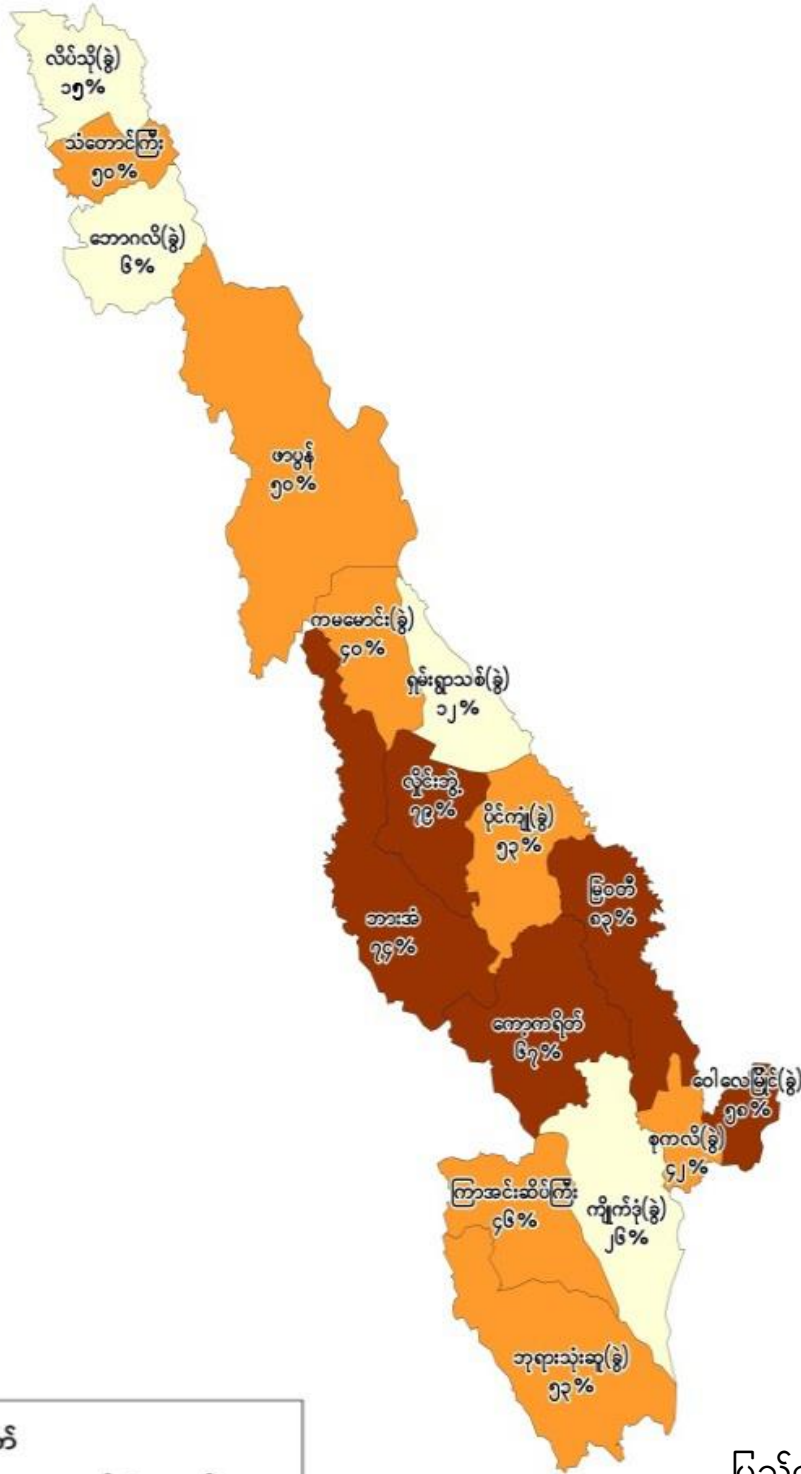 လိပ်သို(ခွဲ)
၁၅%
သံတောင်ကြီး
၅၀%
ဘောဂလိ(ခွဲ)
၆%
ဖာပွန်
၅၀%
ကမမောင်း(ခွဲ)
၄၀%
ရှမ်းရွာသစ်(ခွဲ)
၁၂%
လှိုင်းဘွဲ့
၇၉%
ပိုင်ကျုံ(ခွဲ)
၅၃%
မြဝတီ
၈၃%
ဘားအံ
၇၄%
ကော့ကရိတ်
၆၇%
ဝေါလေမြိုင်(ခွဲ)
၅၈%
စုကလိ(ခွဲ)
၄၂%
ကြာအင်းဆိပ်ကြီး
၄၆%
ကျိုက်ဒုံ(ခွဲ)
၂၆%
ဘုရားသုံးဆူ(ခွဲ)
၅၃%